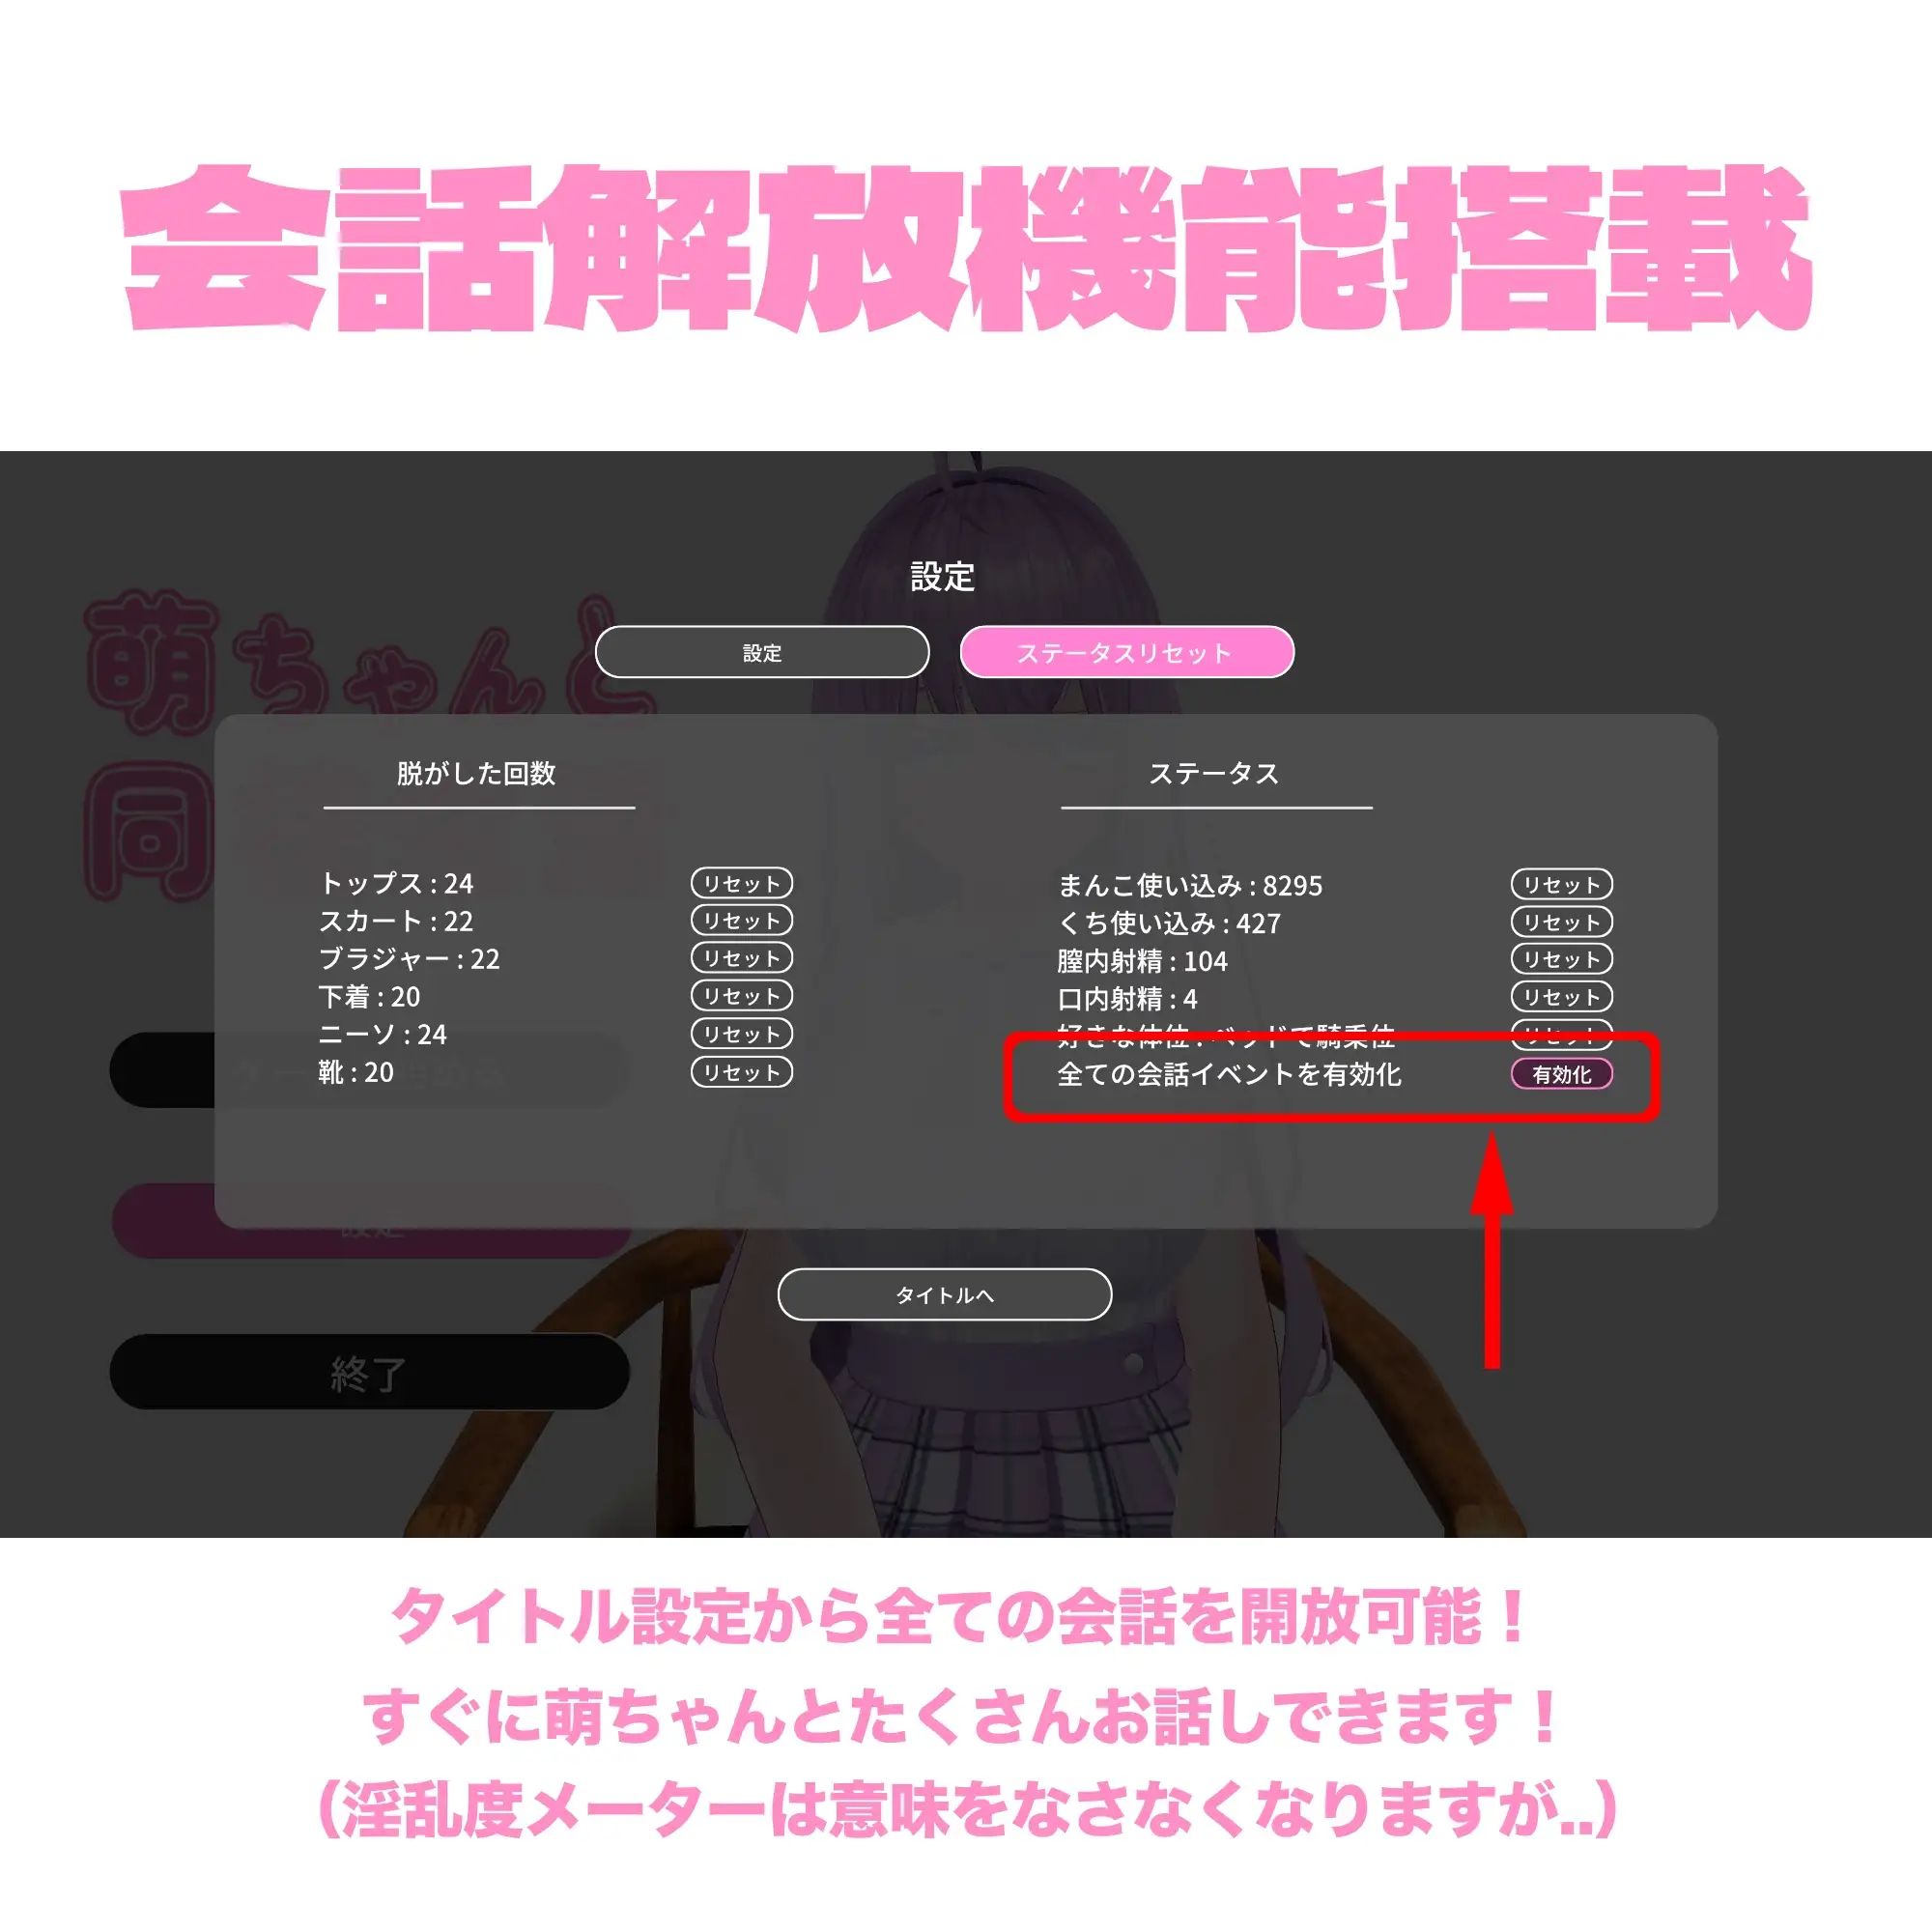 会話解放機能搭載
設定
設定
ステータスリセット
萌ちゃんと
同
脱がした回数
トップス : 24 リセット
スカート : 22 リセット
ブラジャー : 22 リセット
下着 : 20 リセット
ニーソ : 24 リセット
靴 : 20 リセット
ステータス
まんこ使い込み : 8295 リセット
くち使い込み : 427 リセット
膣内射精 : 104 リセット
口内射精 : 4 リセット
好きな体位 : ベッドで騎乗位 リセット
全ての会話イベントを有効化 有効化
設定
タイトルへ
終了
タイトル設定から全ての会話を開放可能！
すぐに萌ちゃんとたくさんお話しできます！
（淫乱度メーターは意味をなさなくなりますが..）